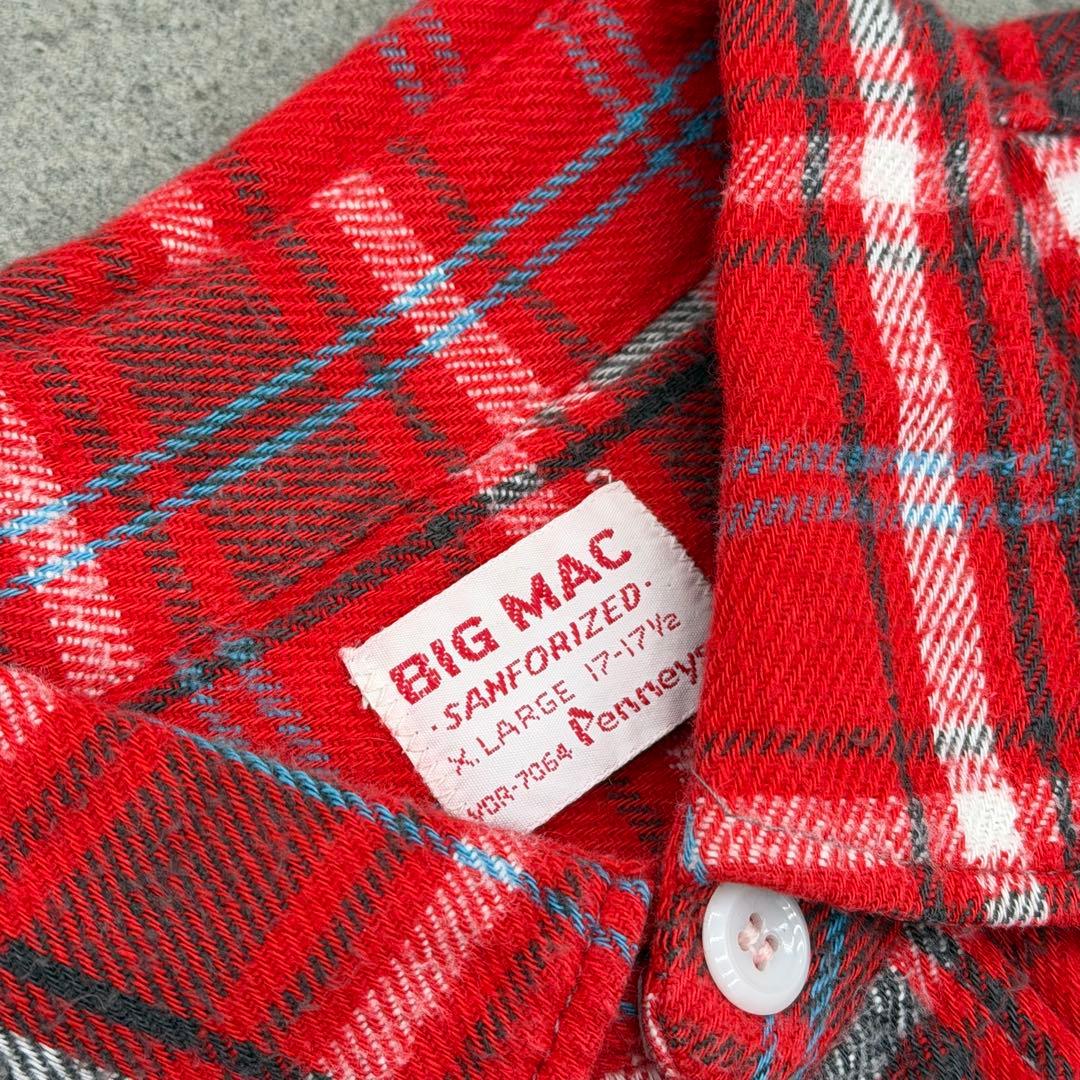 BIG MAC
·SANFORIZED·
X. LARGE 17-17½
WOR-7064 Penneys